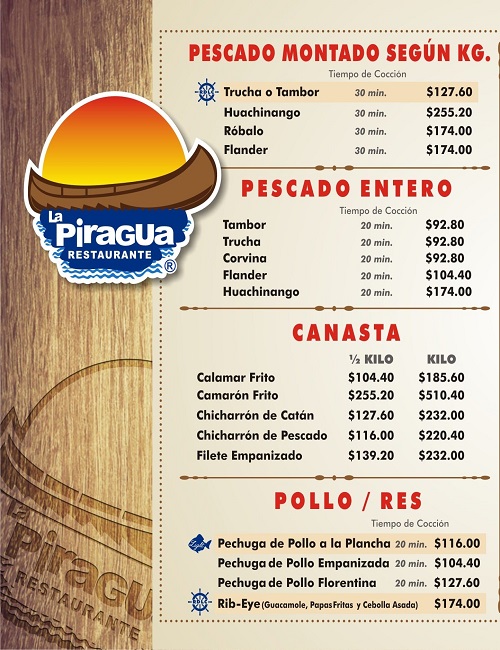 PESCADO MONTADO SEGÚN KG.
Tiempo de Cocción
Trucha o Tambor 30 min. $127.60
Huachinango 30 min. $255.20
Róbalo 30 min. $174.00
Flander 30 min. $174.00
La
Piragua
RESTAURANTE
®
PESCADO ENTERO
Tiempo de Cocción
Tambor 20 min. $92.80
Trucha 20 min. $92.80
Corvina 20 min. $92.80
Flander 20 min. $104.40
Huachinango 20 min. $174.00
CANASTA
½ KILO KILO
Calamar Frito $104.40 $185.60
Camarón Frito $255.20 $510.40
Chicharrón de Catán $127.60 $232.00
Chicharrón de Pescado $116.00 $220.40
Filete Empanizado $139.20 $232.00
POLLO / RES
Tiempo de Cocción
Pechuga de Pollo a la Plancha 20 min. $116.00
Pechuga de Pollo Empanizada 20 min. $104.40
Pechuga de Pollo Florentina 20 min. $127.60
Rib-Eye (Guacamole, Papas Fritas y Cebolla Asada) $174.00
La
Piragu
RESTAURANTE